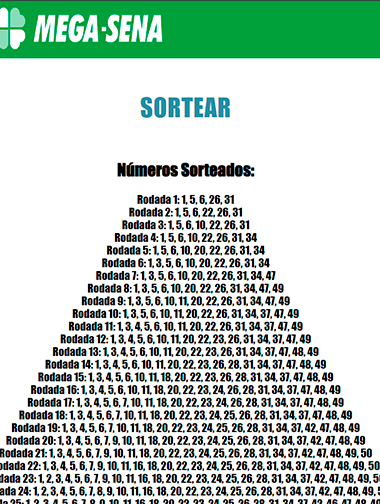 MEGA-SENA
SORTEAR
Números Sorteados:
Rodada 1: 1, 5, 6, 26, 31
Rodada 2: 1, 5, 6, 22, 26, 31
Rodada 3: 1, 5, 6, 10, 22, 26, 31
Rodada 4: 1, 5, 6, 10, 22, 26, 31, 34
Rodada 5: 1, 5, 6, 10, 20, 22, 26, 31, 34
Rodada 6: 1, 3, 5, 6, 10, 20, 22, 26, 31, 34
Rodada 7: 1, 3, 5, 6, 10, 20, 22, 26, 31, 34, 47
Rodada 8: 1, 3, 5, 6, 10, 20, 22, 26, 31, 34, 47, 49
Rodada 9: 1, 3, 5, 6, 10, 11, 20, 22, 26, 31, 34, 47, 49
Rodada 10: 1, 3, 5, 6, 10, 11, 20, 22, 26, 31, 34, 37, 47, 49
Rodada 11: 1, 3, 4, 5, 6, 10, 11, 20, 22, 26, 31, 34, 37, 47, 49
Rodada 12: 1, 3, 4, 5, 6, 10, 11, 20, 22, 23, 26, 31, 34, 37, 47, 49
Rodada 13: 1, 3, 4, 5, 6, 10, 11, 20, 22, 23, 26, 31, 34, 37, 47, 48, 49
Rodada 14: 1, 3, 4, 5, 6, 10, 11, 20, 22, 23, 26, 28, 31, 34, 37, 47, 48, 49
Rodada 15: 1, 3, 4, 5, 6, 10, 11, 18, 20, 22, 23, 26, 28, 31, 34, 37, 47, 48, 49
Rodada 16: 1, 3, 4, 5, 6, 10, 11, 18, 20, 22, 23, 24, 26, 28, 31, 34, 37, 47, 48, 49
Rodada 17: 1, 3, 4, 5, 6, 7, 10, 11, 18, 20, 22, 23, 24, 26, 28, 31, 34, 37, 47, 48, 49
Rodada 18: 1, 3, 4, 5, 6, 7, 10, 11, 18, 20, 22, 23, 24, 25, 26, 28, 31, 34, 37, 47, 48, 49
Rodada 19: 1, 3, 4, 5, 6, 7, 10, 11, 18, 20, 22, 23, 24, 25, 26, 28, 31, 34, 37, 42, 47, 48, 49
Rodada 20: 1, 3, 4, 5, 6, 7, 9, 10, 11, 18, 20, 22, 23, 24, 25, 26, 28, 31, 34, 37, 42, 47, 48, 49
Rodada 21: 1, 3, 4, 5, 6, 7, 9, 10, 11, 18, 20, 22, 23, 24, 25, 26, 28, 31, 34, 37, 42, 47, 48, 49, 50
22: 1, 3, 4, 5, 6, 7, 9, 10, 11, 16, 18, 20, 22, 23, 24, 25, 26, 28, 31, 34, 37, 42, 47, 48, 49, 50
23: 1, 2, 3, 4, 5, 6, 7, 9, 10, 11, 16, 18, 20, 22, 23, 24, 25, 26, 28, 31, 34, 37, 42, 47, 48, 49, 5
24: 1, 2, 3, 4, 5, 6, 7, 8, 9, 10, 11, 16, 18, 20, 22, 23, 24, 25, 26, 28, 31, 34, 37, 42, 47, 48, 49,